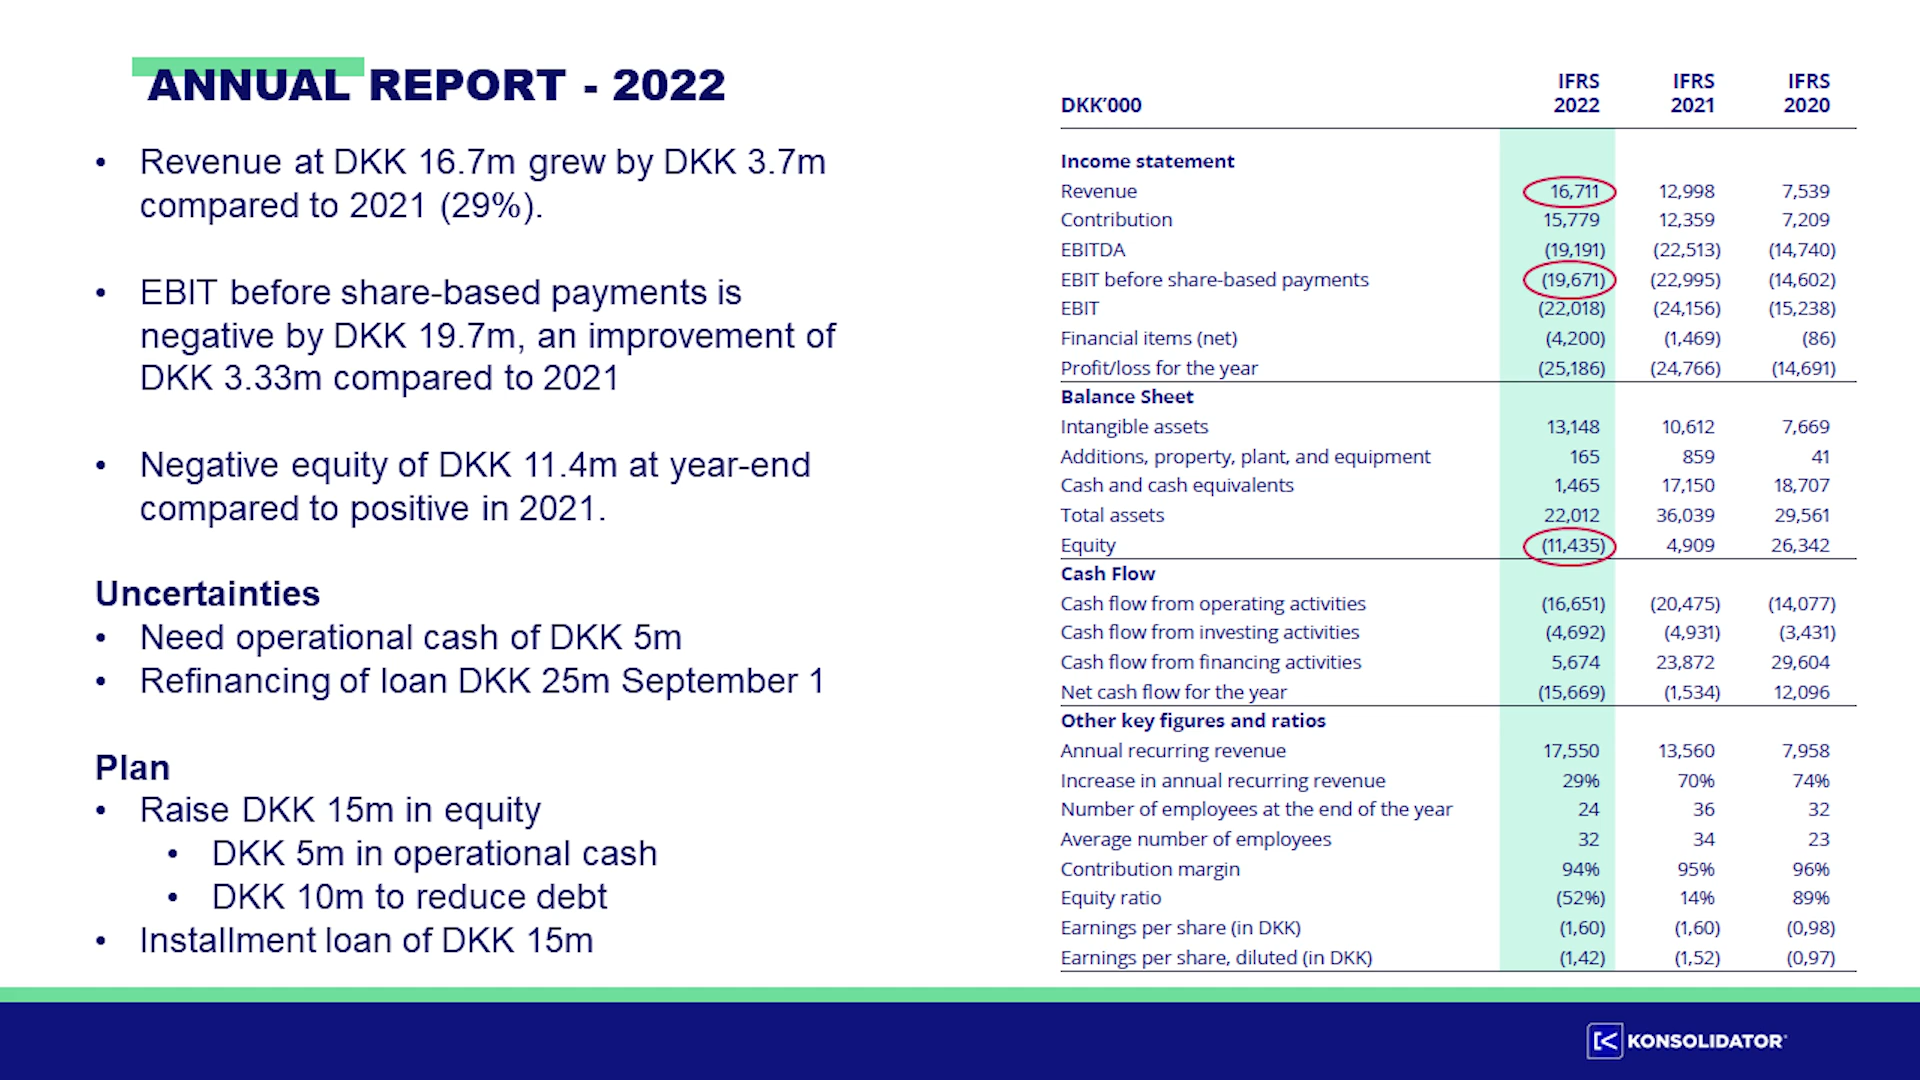 ANNUAL REPORT - 2022
• Revenue at DKK 16.7m grew by DKK 3.7m
compared to 2021 (29%).
• EBIT before share-based payments is
negative by DKK 19.7m, an improvement of
DKK 3.33m compared to 2021
• Negative equity of DKK 11.4m at year-end
compared to positive in 2021.
Uncertainties
• Need operational cash of DKK 5m
• Refinancing of loan DKK 25m September 1
Plan
• Raise DKK 15m in equity
• DKK 5m in operational cash
• DKK 10m to reduce debt
• Installment loan of DKK 15m
IFRS IFRS IFRS
DKK'000 2022 2021 2020
Income statement
Revenue 16,711 12,998 7,539
Contribution 15,779 12,359 7,209
EBITDA (19,191) (22,513) (14,740)
EBIT before share-based payments (19,671) (22,995) (14,602)
EBIT (22,018) (24,156) (15,238)
Financial items (net) (4,200) (1,469) (86)
Profit/loss for the year (25,186) (24,766) (14,691)
Balance Sheet
Intangible assets 13,148 10,612 7,669
Additions, property, plant, and equipment 165 859 41
Cash and cash equivalents 1,465 17,150 18,707
Total assets 22,012 36,039 29,561
Equity (11,435) 4,909 26,342
Cash Flow
Cash flow from operating activities (16,651) (20,475) (14,077)
Cash flow from investing activities (4,692) (4,931) (3,431)
Cash flow from financing activities 5,674 23,872 29,604
Net cash flow for the year (15,669) (1,534) 12,096
Other key figures and ratios
Annual recurring revenue 17,550 13,560 7,958
Increase in annual recurring revenue 29% 70% 74%
Number of employees at the end of the year 24 36 32
Average number of employees 32 34 23
Contribution margin 94% 95% 96%
Equity ratio (52%) 14% 89%
Earnings per share (in DKK) (1,60) (1,60) (0,98)
Earnings per share, diluted (in DKK) (1,42) (1,52) (0,97)
KONSOLIDATOR